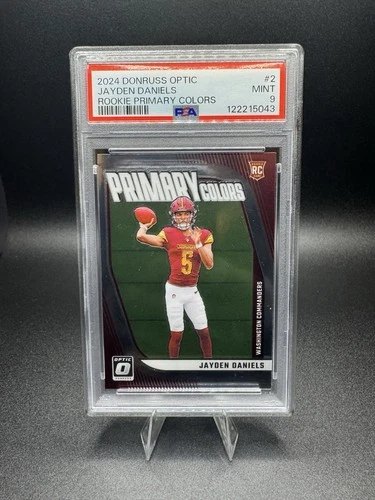 2024 DONRUSS OPTIC #2
JAYDEN DANIELS MINT
ROOKIE PRIMARY COLORS 9
PSA 122215043
RC
PRIMARY
COLORS
5
WASHINGTON COMMANDERS
OPTIC
JAYDEN DANIELS